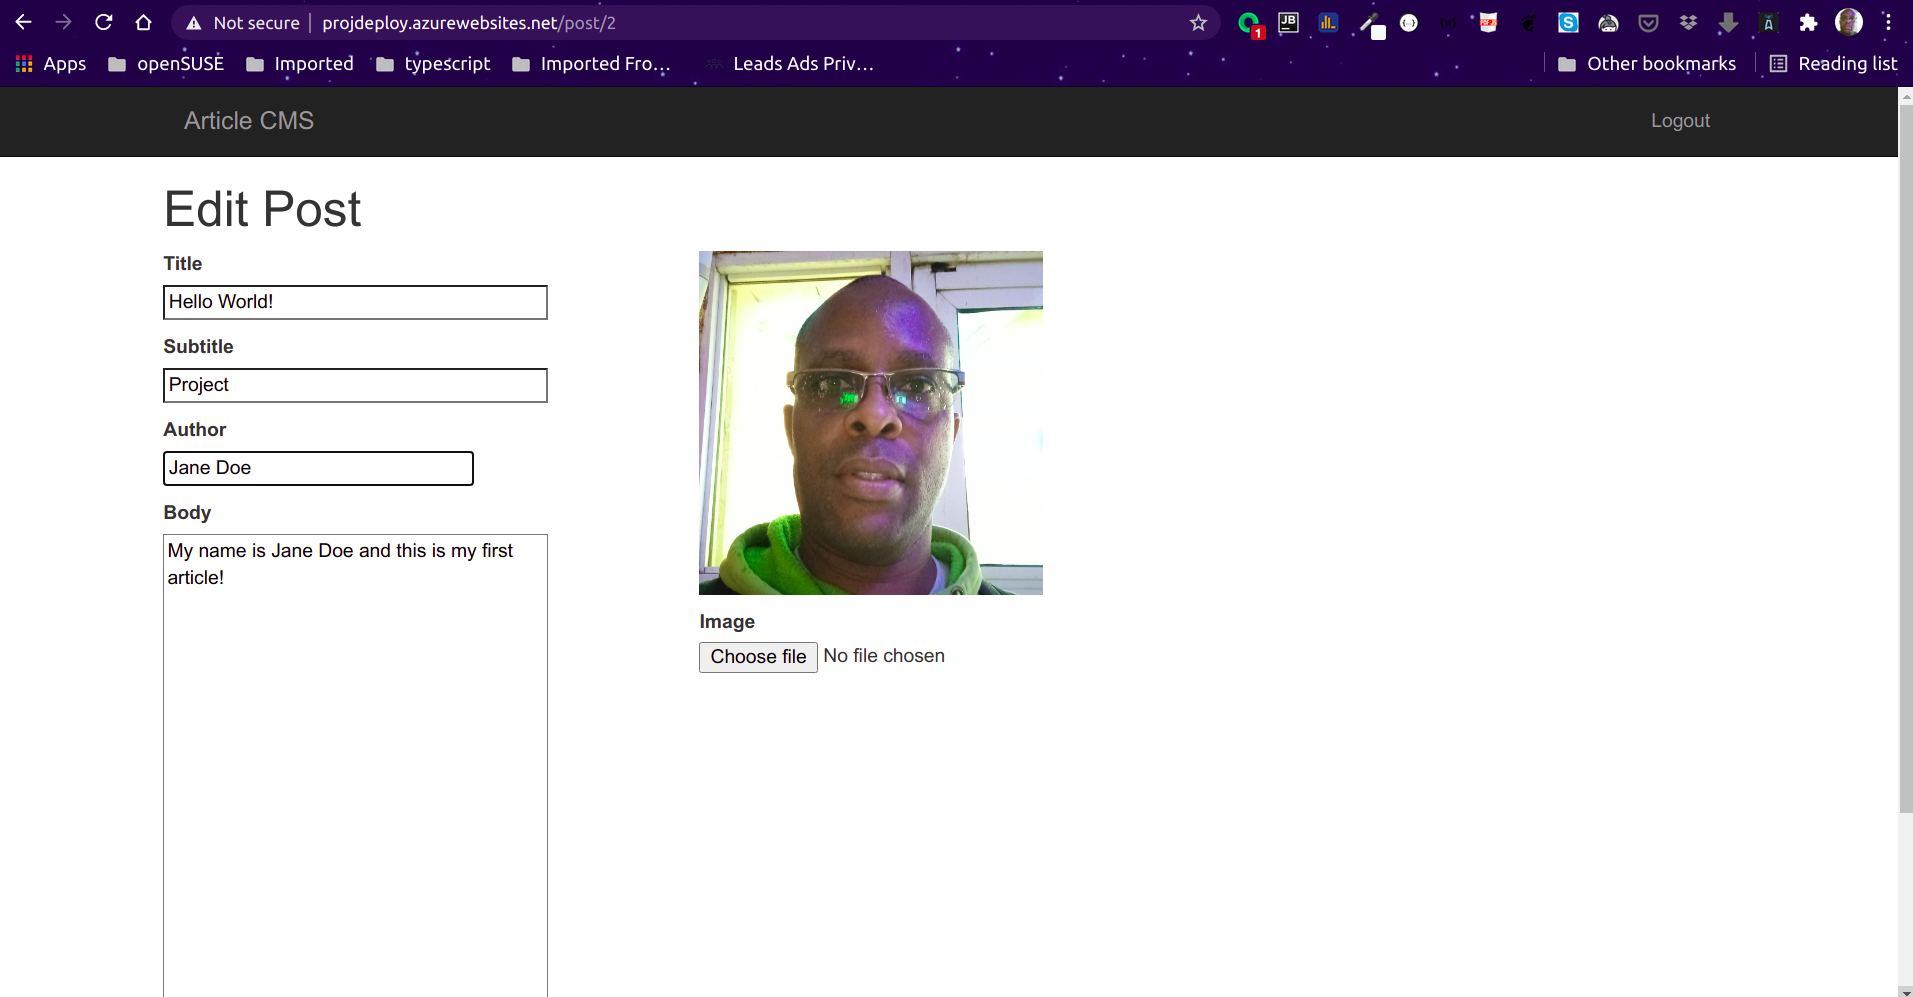 Not secure | projdeploy.azurewebsites.net/post/2
1
JB
S
Apps openSUSE Imported typescript Imported Fro… Leads Ads Priv… Other bookmarks Reading list
Article CMS Logout
Edit Post
Title
Hello World!
Subtitle
Project
Author
Jane Doe
Body
My name is Jane Doe and this is my first
article!
Image
Choose file No file chosen